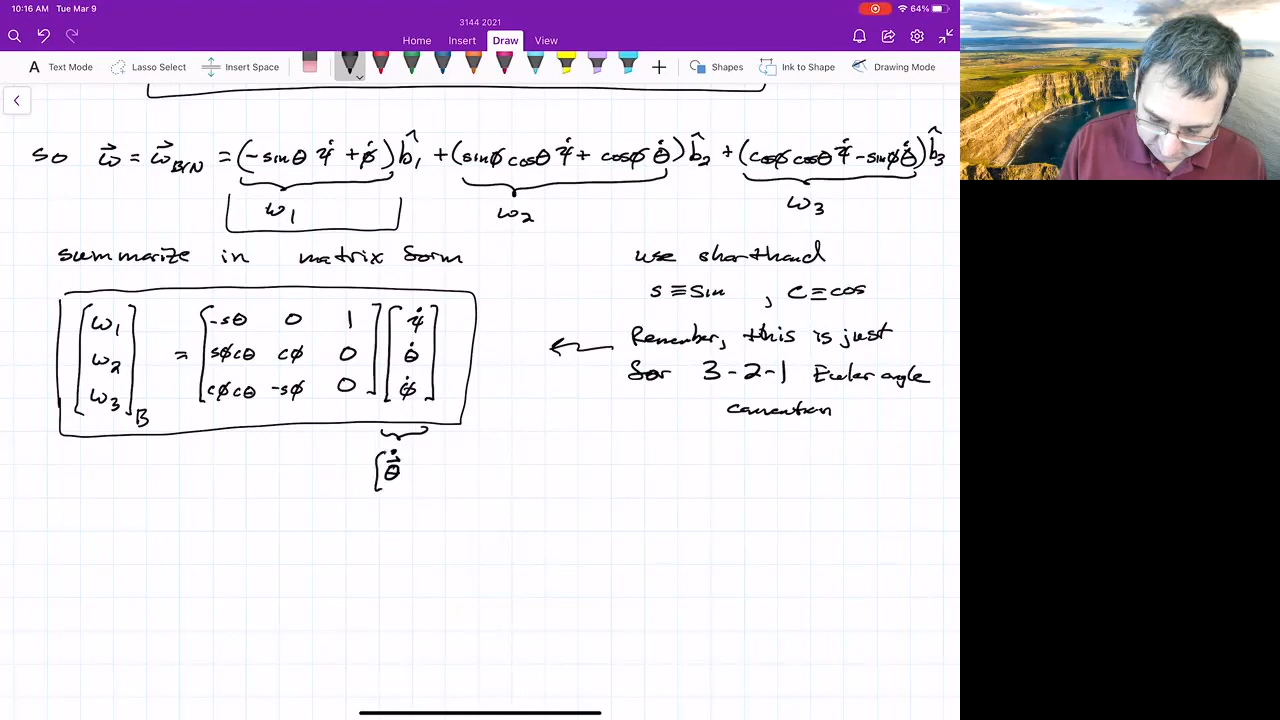 10:16 AM Tue Mar 9
64%
3144 2021
Home Insert Draw View
Text Mode Lasso Select Insert Space Shapes Ink to Shape Drawing Mode
so ω⃗ = ω⃗_B/N = (-sinθ ψ̇ + φ̇) b̂₁ + (sinφ cosθ ψ̇ + cosφ θ̇) b̂₂ + (cosφ cosθ ψ̇ - sinφ θ̇) b̂₃
ω₁ ω₂ ω₃
summarize in matrix form
[ω₁ ω₂ ω₃]_B = [-sθ 0 1; sφcθ cφ 0; cφcθ -sφ 0] [ψ̇ θ̇ φ̇]
[θ⃗̇
use shorthand
s ≡ sin , c ≡ cos
Remember, this is just
for 3-2-1 Euler angle
convention